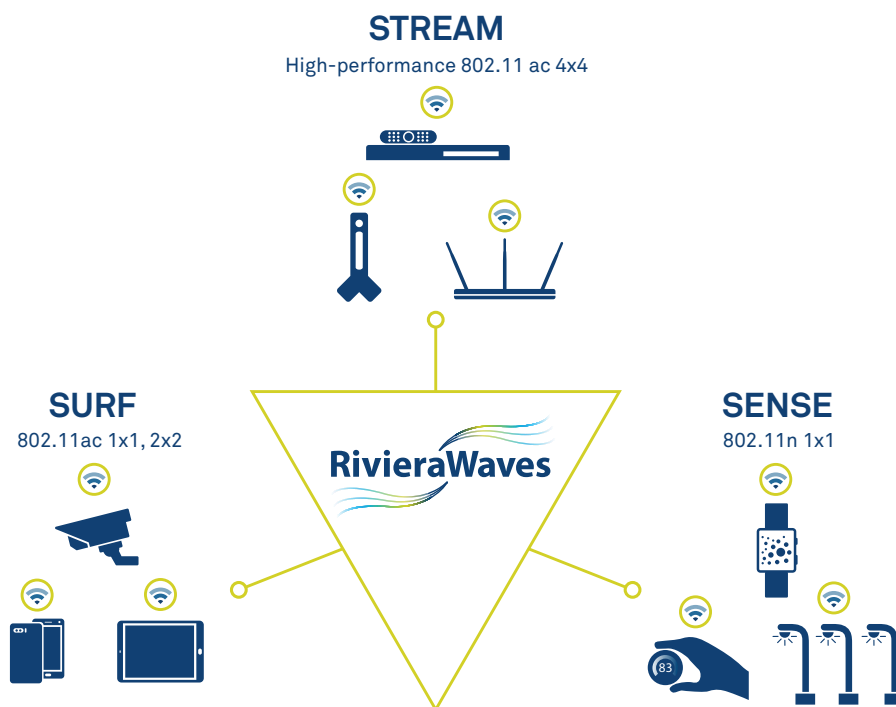 STREAM
High-performance 802.11 ac 4x4
SURF
802.11ac 1x1, 2x2
RivieraWaves
SENSE
802.11n 1x1
83